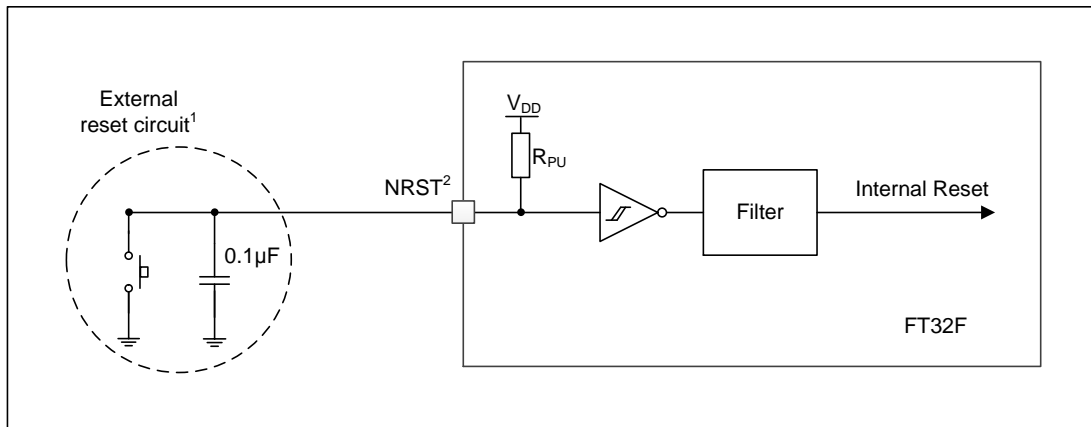 External
reset circuit¹
V_DD
R_PU
NRST²
0.1µF
Filter
Internal Reset
FT32F